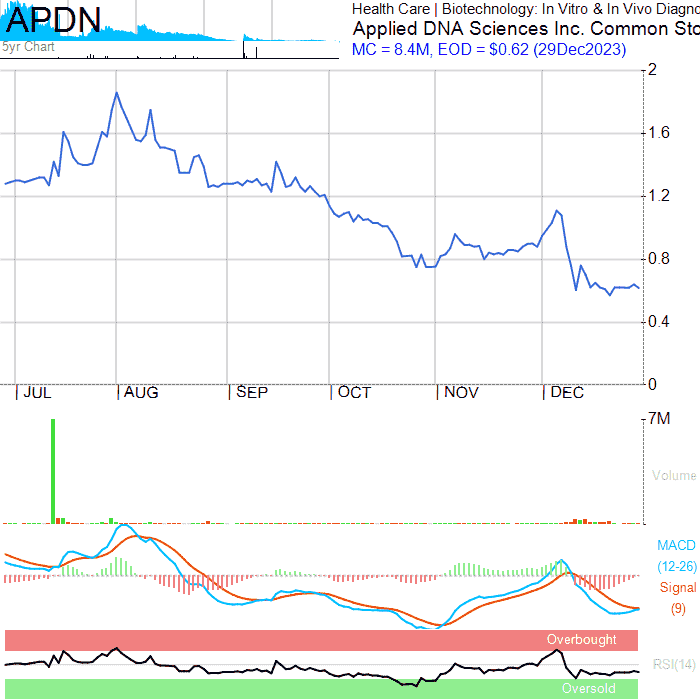 APDN
5yr Chart
Health Care | Biotechnology: In Vitro & In Vivo Diagno
Applied DNA Sciences Inc. Common Sto
MC = 8.4M, EOD = $0.62 (29Dec2023)
2
1.6
1.2
0.8
0.4
0
JUL AUG SEP OCT NOV DEC
7M
Volume
MACD
(12-26)
Signal
(9)
Overbought
RSI(14)
Oversold